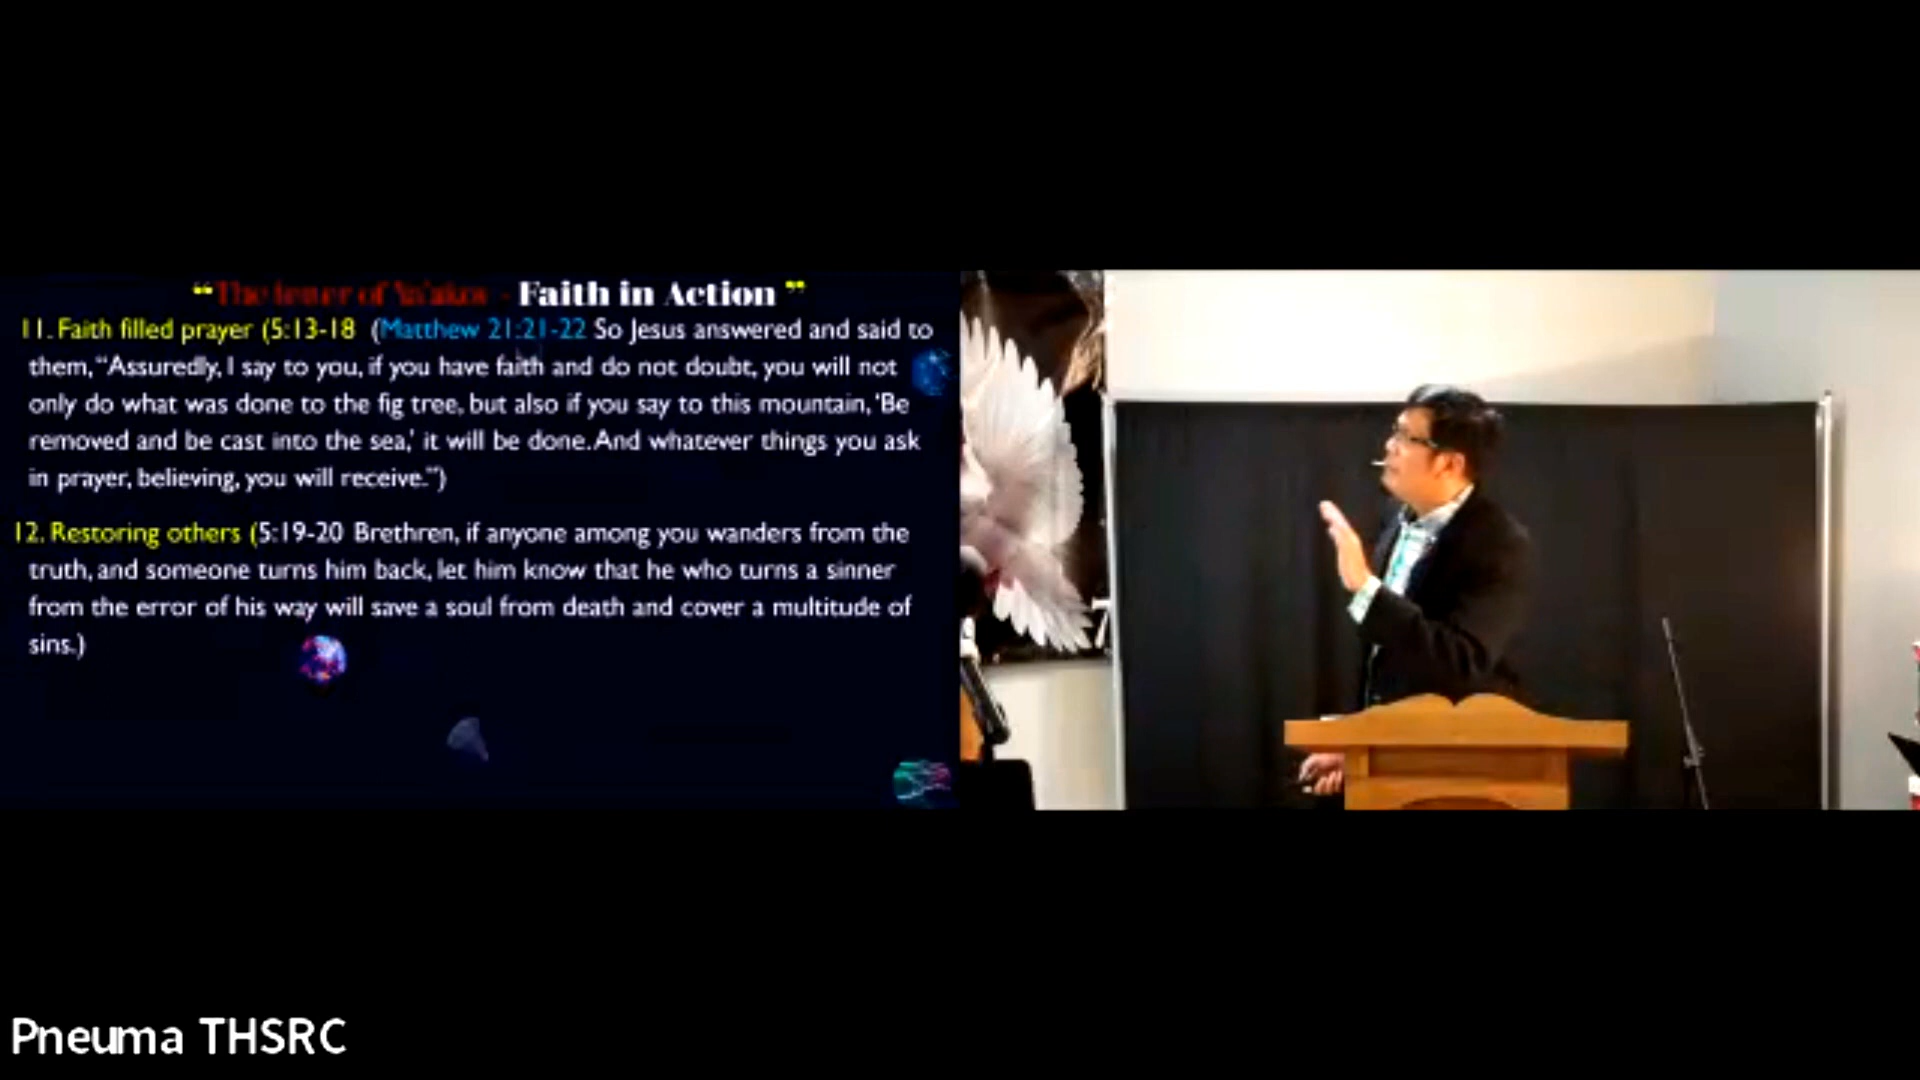 “The letter of Ya'akov - Faith in Action ”
11. Faith filled prayer (5:13-18 (Matthew 21:21-22 So Jesus answered and said to
them, “Assuredly, I say to you, if you have faith and do not doubt, you will not
only do what was done to the fig tree, but also if you say to this mountain, ‘Be
removed and be cast into the sea,’ it will be done. And whatever things you ask
in prayer, believing, you will receive.”)
12. Restoring others (5:19-20 Brethren, if anyone among you wanders from the
truth, and someone turns him back, let him know that he who turns a sinner
from the error of his way will save a soul from death and cover a multitude of
sins.)
Pneuma THSRC